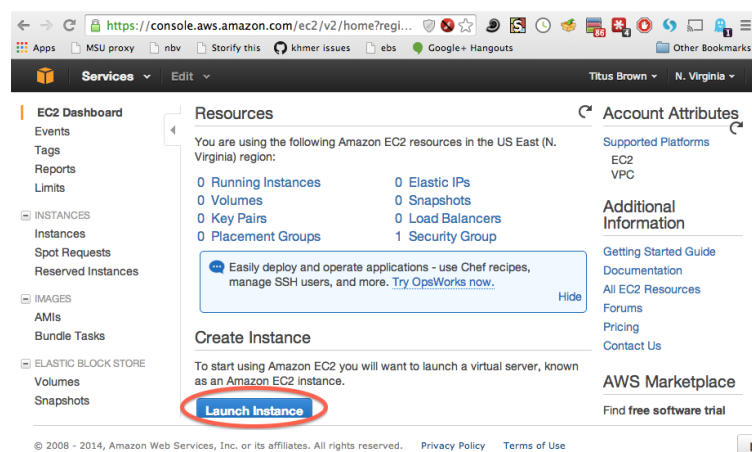 https://console.aws.amazon.com/ec2/v2/home?regi...
86
4
1
Apps MSU proxy nbv Storify this khmer issues ebs Google+ Hangouts Other Bookmarks
Services Edit Titus Brown N. Virginia
EC2 Dashboard
Events
Tags
Reports
Limits
INSTANCES
Instances
Spot Requests
Reserved Instances
IMAGES
AMIs
Bundle Tasks
ELASTIC BLOCK STORE
Volumes
Snapshots
Resources
You are using the following Amazon EC2 resources in the US East (N.
Virginia) region:
0 Running Instances 0 Elastic IPs
0 Volumes 0 Snapshots
0 Key Pairs 0 Load Balancers
0 Placement Groups 1 Security Group
Easily deploy and operate applications - use Chef recipes,
manage SSH users, and more. Try OpsWorks now.
Hide
Create Instance
To start using Amazon EC2 you will want to launch a virtual server, known
as an Amazon EC2 instance.
Launch Instance
Account Attributes
Supported Platforms
EC2
VPC
Additional
Information
Getting Started Guide
Documentation
All EC2 Resources
Forums
Pricing
Contact Us
AWS Marketplace
Find free software trial
© 2008 - 2014, Amazon Web Services, Inc. or its affiliates. All rights reserved. Privacy Policy Terms of Use